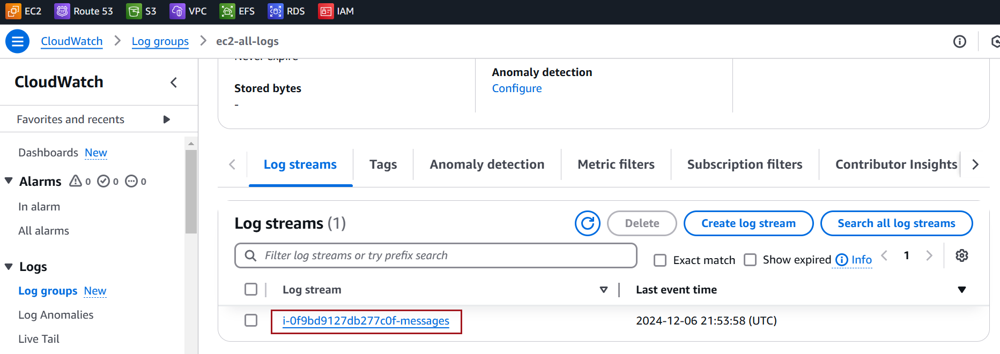 EC2 Route 53 S3 VPC EFS RDS IAM
CloudWatch > Log groups > ec2-all-logs
CloudWatch
Favorites and recents
Dashboards New
Alarms 0 0 0
In alarm
All alarms
Logs
Log groups New
Log Anomalies
Live Tail
Never expire
Stored bytes
-
Anomaly detection
Configure
Log streams Tags Anomaly detection Metric filters Subscription filters Contributor Insights
Log streams (1)
Delete Create log stream Search all log streams
Filter log streams or try prefix search Exact match Show expired Info 1
Log stream Last event time
i-0f9bd9127db277c0f-messages 2024-12-06 21:53:58 (UTC)